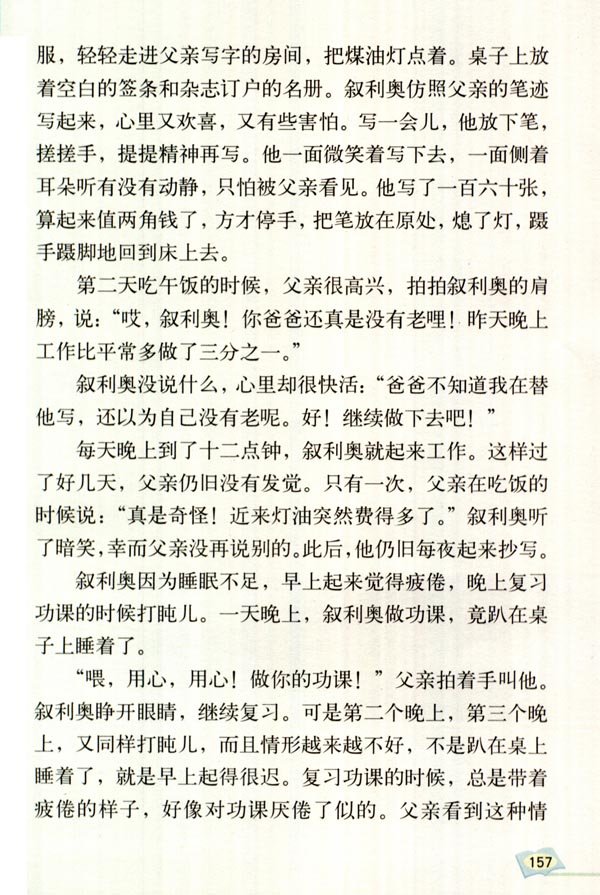 服，轻轻走进父亲写字的房间，把煤油灯点着。桌子上放
着空白的签条和杂志订户的名册。叙利奥仿照父亲的笔迹
写起来，心里又欢喜，又有些害怕。写一会儿，他放下笔，
搓搓手，提提精神再写。他一面微笑着写下去，一面侧着
耳朵听有没有动静，只怕被父亲看见。他写了一百六十张，
算起来值两角钱了，方才停手，把笔放在原处，熄了灯，蹑
手蹑脚地回到床上去。
第二天吃午饭的时候，父亲很高兴，拍拍叙利奥的肩
膀，说：“哎，叙利奥！你爸爸还真是没有老哩！昨天晚上
工作比平常多做了三分之一。”
叙利奥没说什么，心里却很快活：“爸爸不知道我在替
他写，还以为自己没有老呢。好！继续做下去吧！”
每天晚上到了十二点钟，叙利奥就起来工作。这样过
了好几天，父亲仍旧没有发觉。只有一次，父亲在吃饭的
时候说：“真是奇怪！近来灯油突然费得多了。”叙利奥听
了暗笑，幸而父亲没再说别的。此后，他仍旧每夜起来抄写。
叙利奥因为睡眠不足，早上起来觉得疲倦，晚上复习
功课的时候打盹儿。一天晚上，叙利奥做功课，竟趴在桌
子上睡着了。
“喂，用心，用心！做你的功课！”父亲拍着手叫他。
叙利奥睁开眼睛，继续复习。可是第二个晚上，第三个晚
上，又同样打盹儿，而且情形越来越不好，不是趴在桌上
睡着了，就是早上起得很迟。复习功课的时候，总是带着
疲倦的样子，好像对功课厌倦了似的。父亲看到这种情
157